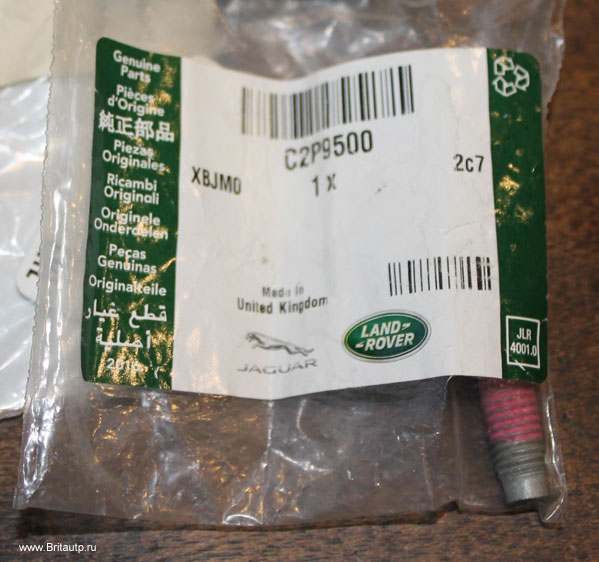 Genuine
Parts
Pièces
d'Origine
純正部品
Piezas
Originales
Ricambi
Originali
Originele
Onderdelen
Peças
Genuínas
Originalteile
قطع غيار
أصلية
C2P9500
XBJM0
1 x
2c7
Made in
United Kingdom
JAGUAR
LAND
ROVER
JLR
4001.0
www.Britautp.ru